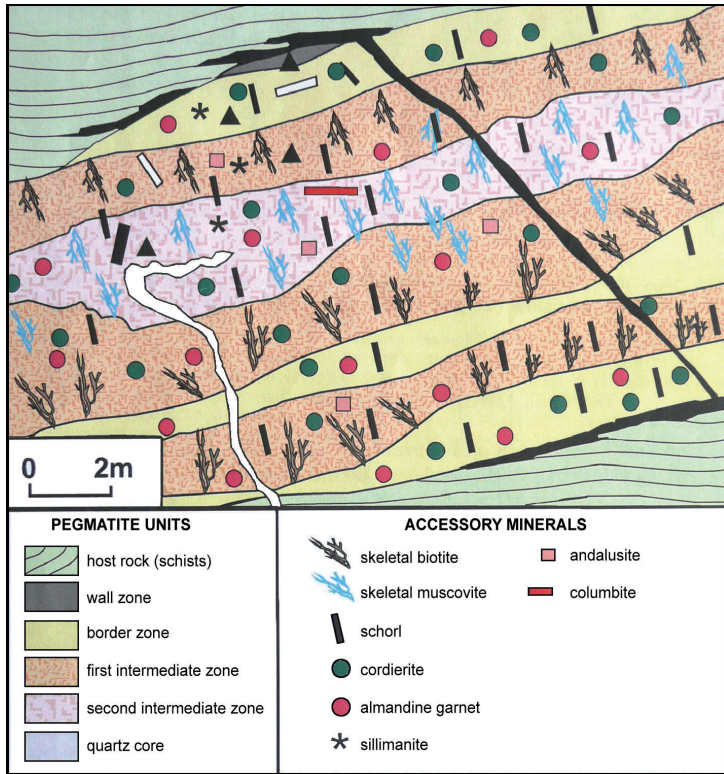 0 2m
PEGMATITE UNITS
host rock (schists)
wall zone
border zone
first intermediate zone
second intermediate zone
quartz core
ACCESSORY MINERALS
skeletal biotite
skeletal muscovite
schorl
cordierite
almandine garnet
sillimanite
andalusite
columbite